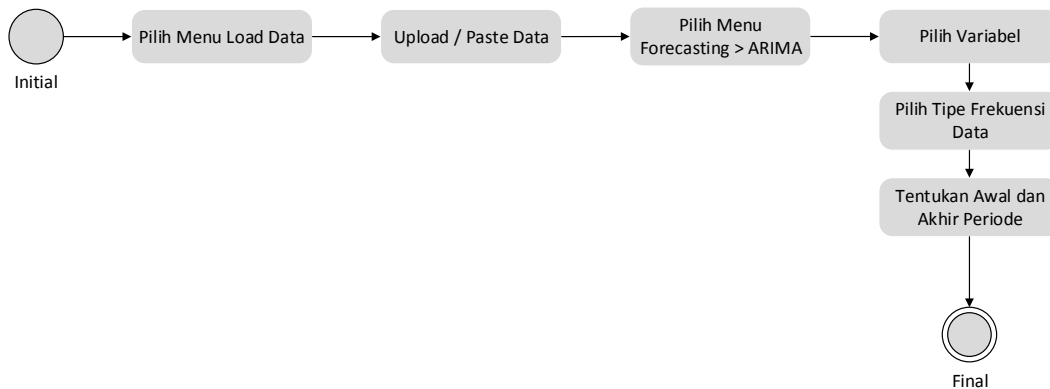 Initial
Pilih Menu Load Data
Upload / Paste Data
Pilih Menu
Forecasting > ARIMA
Pilih Variabel
Pilih Tipe Frekuensi
Data
Tentukan Awal dan
Akhir Periode
Final